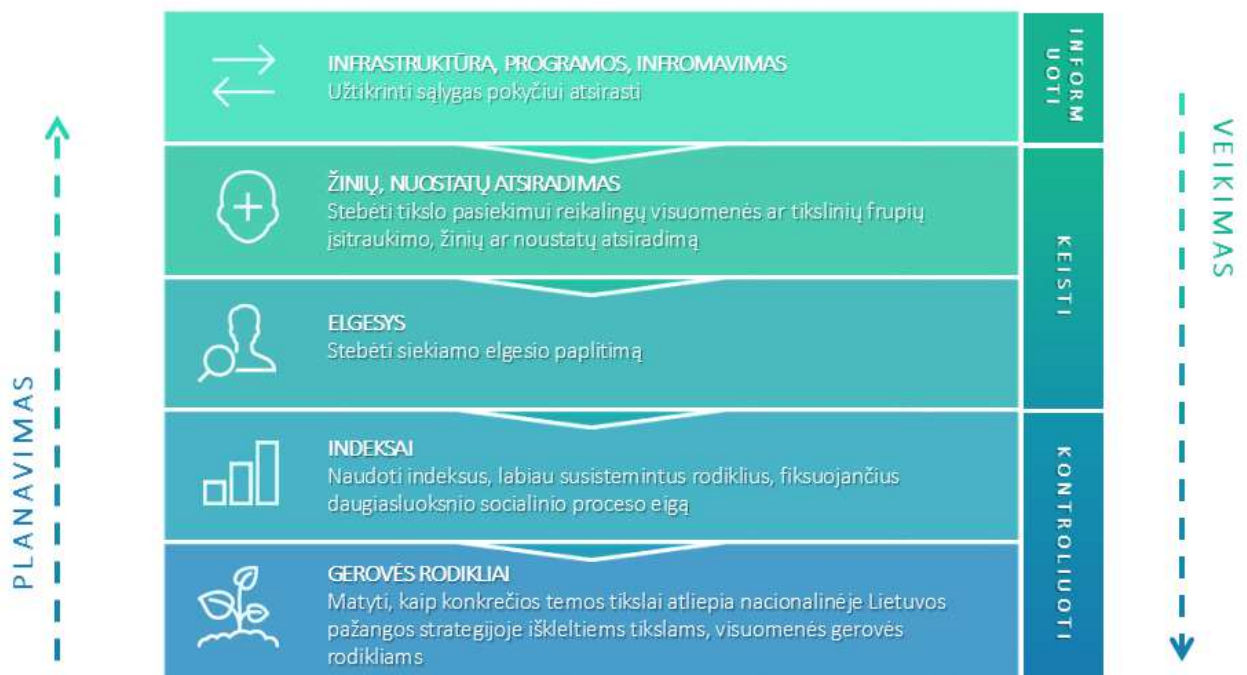 INFRASTRUKTŪRA, PROGRAMOS, INFROMAVIMAS
Užtikrinti sąlygas pokyčiui atsirasti
INFORM
UOTI
ŽINIŲ, NUOSTATŲ ATSIRADIMAS
Stebėti tikslo pasiekimui reikalingų visuomenės ar tikslinių frupių
įsitraukimo, žinių ar noustatų atsiradimą
ELGESYS
Stebėti siekiamo elgesio paplitimą
KEISTI
INDEKSAI
Naudoti indeksus, labiau susistemintus rodiklius, fiksuojančius
daugiasluoksnio socialinio proceso eigą
GEROVĖS RODIKLIAI
Matyti, kaip konkrečios temos tikslai atliepia nacionalinėje Lietuvos
pažangos strategijoje iškleltiems tikslams, visuomenės gerovės
rodikliams
KONTROLIUOTI
PLANAVIMAS
VEIKIMAS